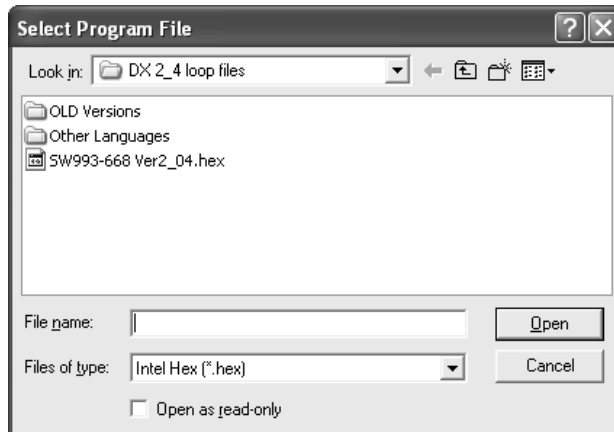 Select Program File
Look in: DX 2_4 loop files
OLD Versions
Other Languages
SW993-668 Ver2_04.hex
File name:
Open
Files of type: Intel Hex (*.hex)
Cancel
Open as read-only